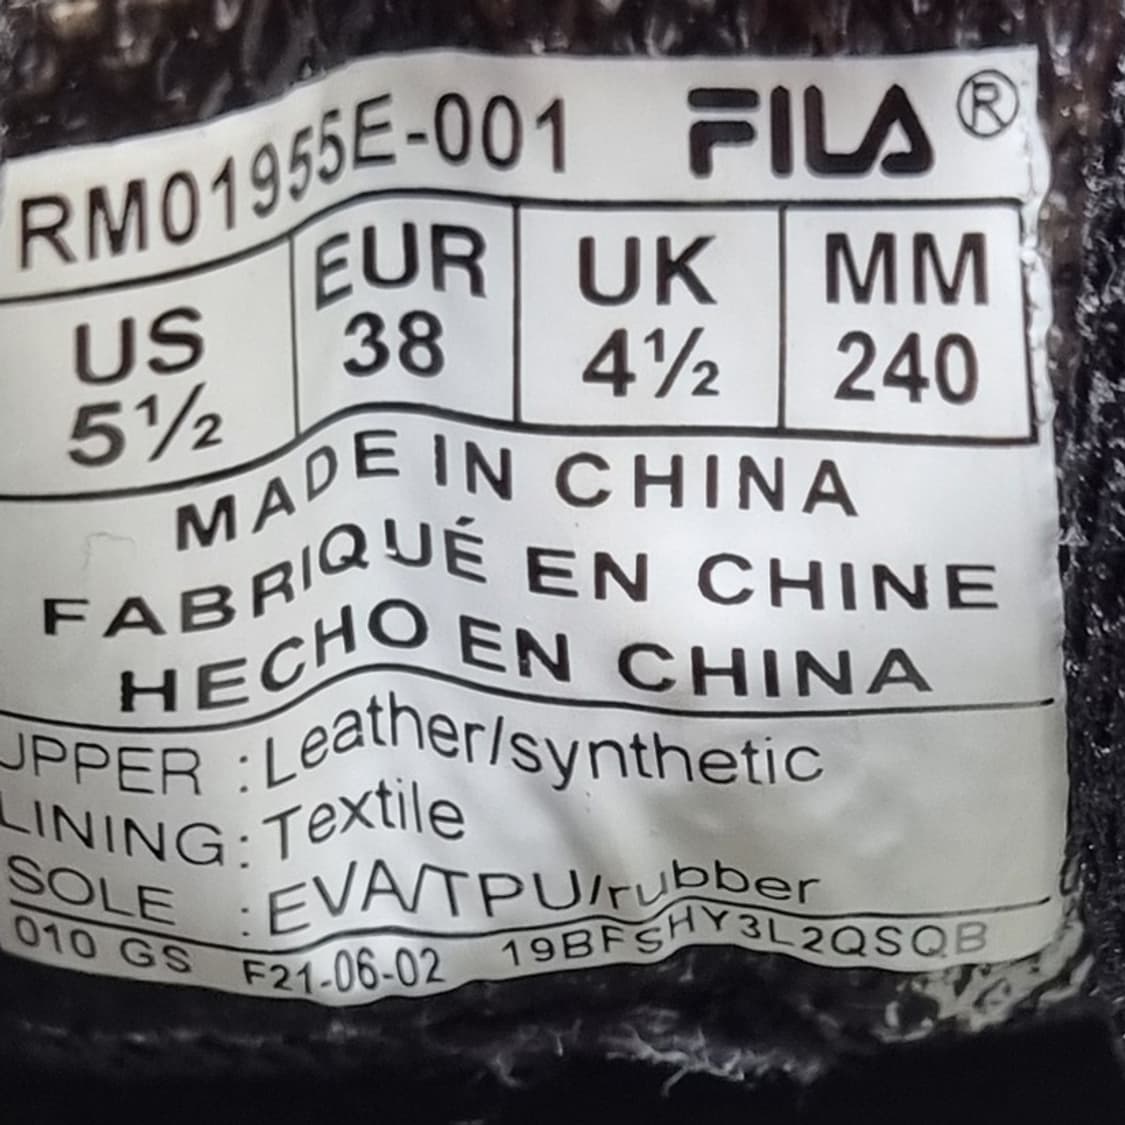 RM01955E-001 FILA®
US EUR UK MM
5½ 38 4½ 240
MADE IN CHINA
FABRIQUÉ EN CHINE
HECHO EN CHINA
UPPER :Leather/synthetic
LINING: Textile
SOLE :EVA/TPU/rubber
010 GS F21-06-02 19BFSHY3L2QSQB